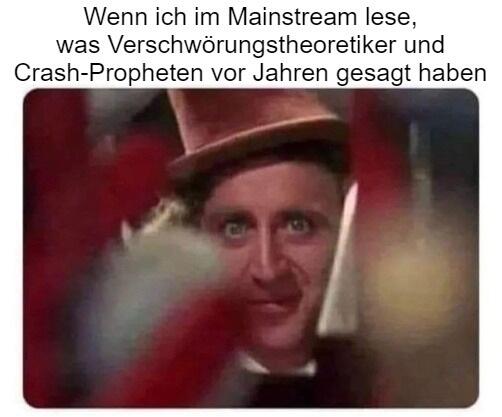 Wenn ich im Mainstream lese,
was Verschwörungstheoretiker und
Crash-Propheten vor Jahren gesagt haben